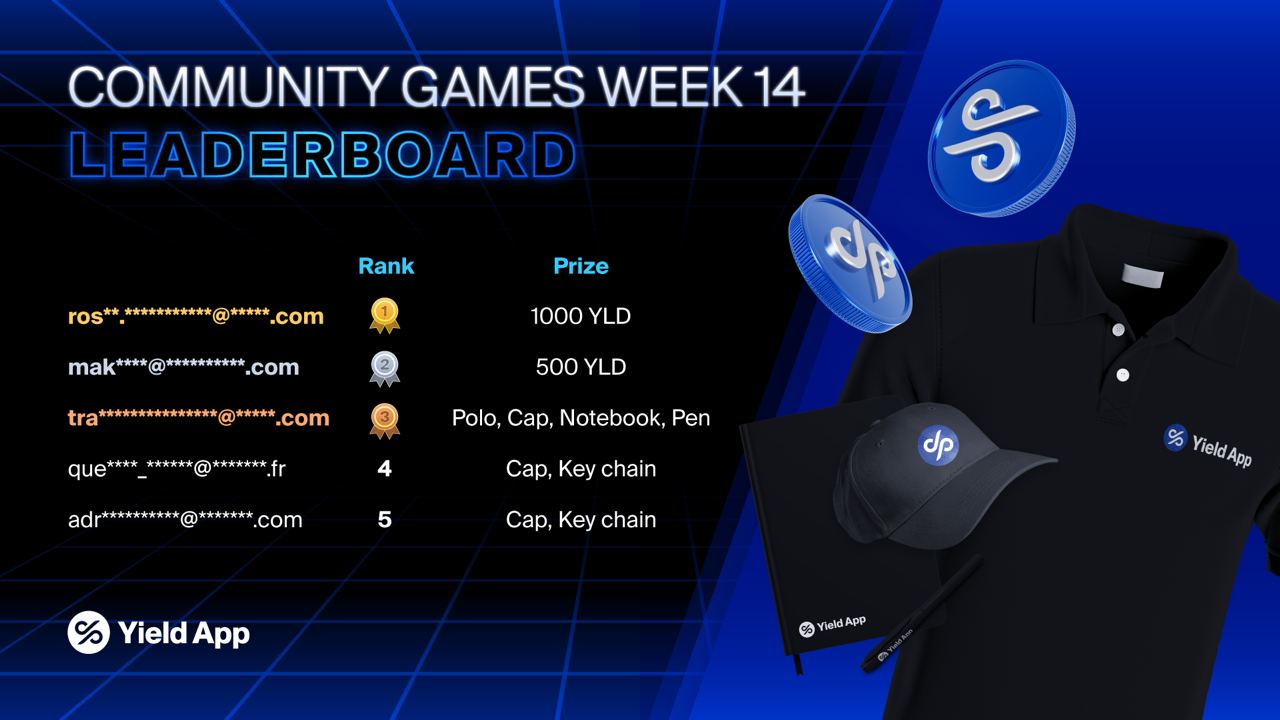 COMMUNITY GAMES WEEK 14
LEADERBOARD
Rank Prize
ros**.***********@*****.com 1 1000 YLD
mak****@**********.com 2 500 YLD
tra***************@*****.com 3 Polo, Cap, Notebook, Pen
que****_******@*******.fr 4 Cap, Key chain
adr**********@*******.com 5 Cap, Key chain
Yield App
Yield App
Yield App
Yield App